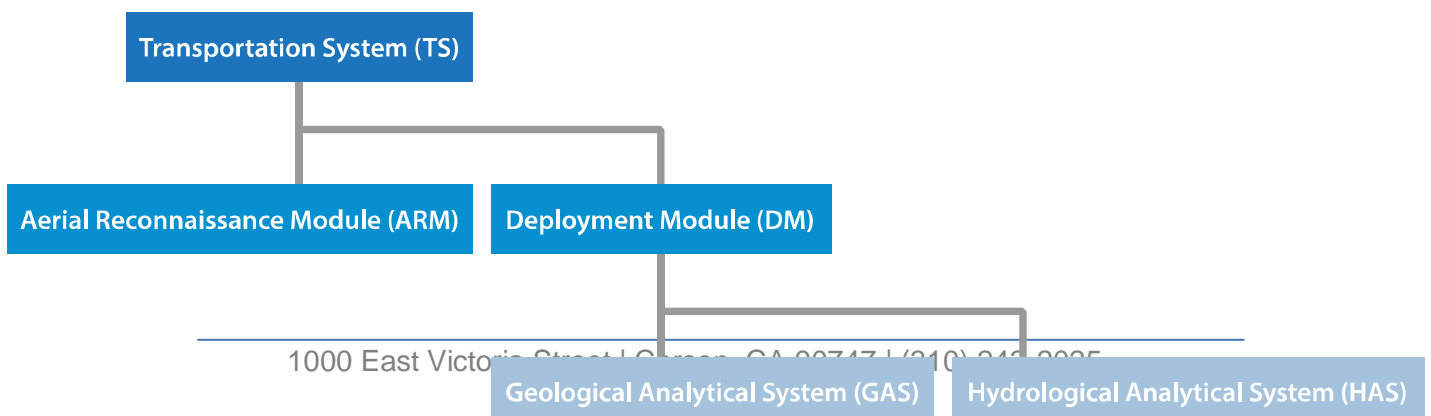 Transportation System (TS)
Aerial Reconnaissance Module (ARM) Deployment Module (DM)
1000 East
Geological Analytical System (GAS) Hydrological Analytical System (HAS)